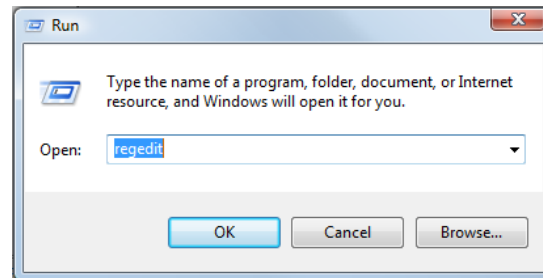 Run
Type the name of a program, folder, document, or Internet
resource, and Windows will open it for you.
Open: regedit
OK Cancel Browse...